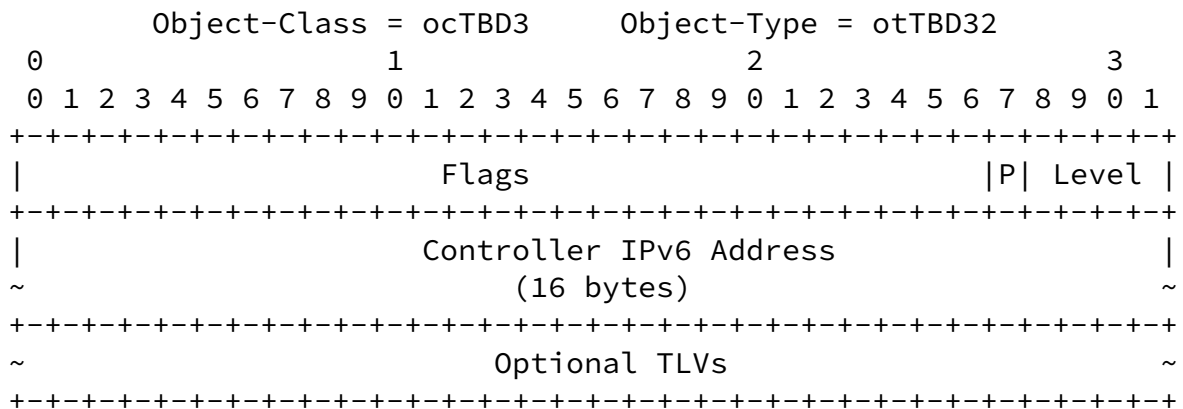 Object-Class = ocTBD3     Object-Type = otTBD32
 0                   1                   2                   3
 0 1 2 3 4 5 6 7 8 9 0 1 2 3 4 5 6 7 8 9 0 1 2 3 4 5 6 7 8 9 0 1
+-+-+-+-+-+-+-+-+-+-+-+-+-+-+-+-+-+-+-+-+-+-+-+-+-+-+-+-+-+-+-+-+
|                       Flags                         |P| Level |
+-+-+-+-+-+-+-+-+-+-+-+-+-+-+-+-+-+-+-+-+-+-+-+-+-+-+-+-+-+-+-+-+
|                      Controller IPv6 Address                  |
~                           (16 bytes)                          ~
+-+-+-+-+-+-+-+-+-+-+-+-+-+-+-+-+-+-+-+-+-+-+-+-+-+-+-+-+-+-+-+-+
~                          Optional TLVs                        ~
+-+-+-+-+-+-+-+-+-+-+-+-+-+-+-+-+-+-+-+-+-+-+-+-+-+-+-+-+-+-+-+-+